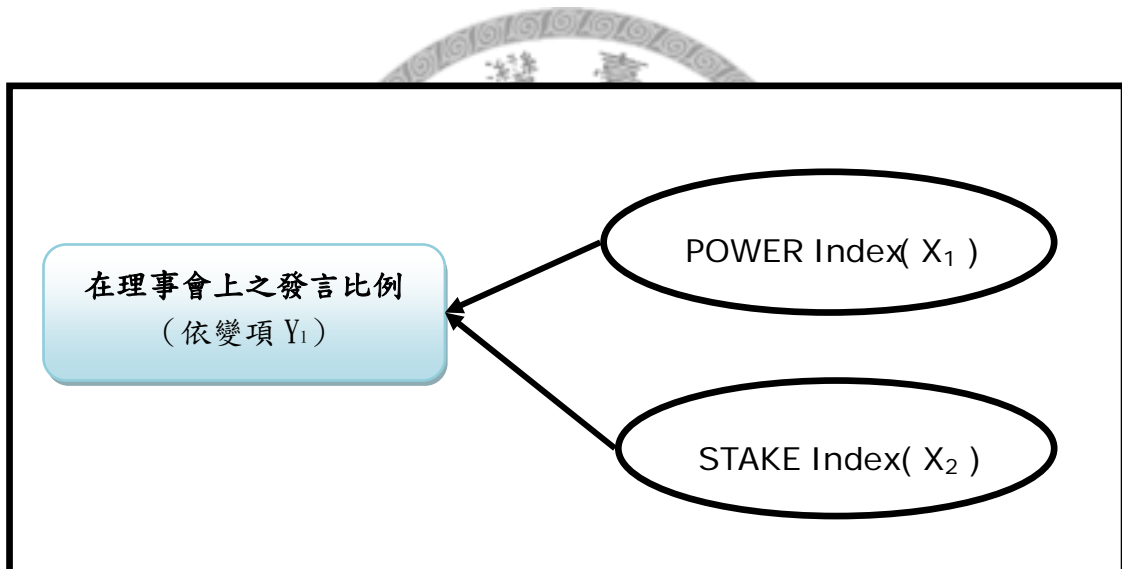 臺
在理事會上之發言比例
（依變項 Y1）
POWER Index( X1 )
STAKE Index( X2 )